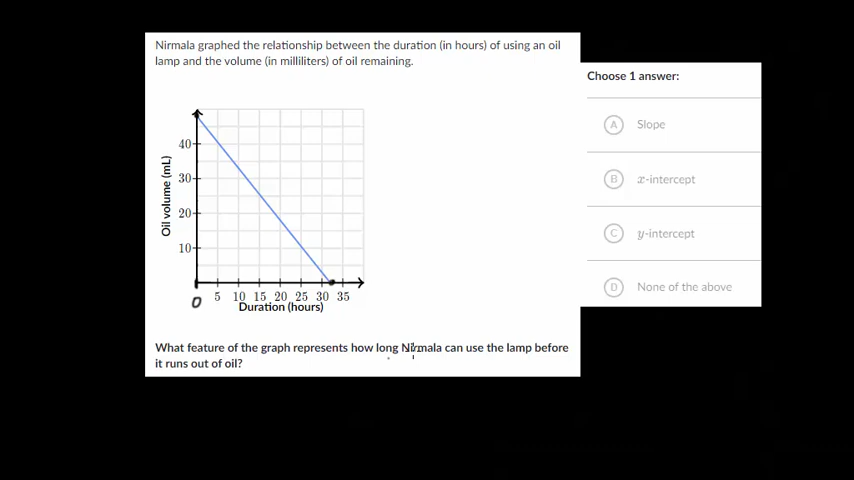 Nirmala graphed the relationship between the duration (in hours) of using an oil
lamp and the volume (in milliliters) of oil remaining.
Choose 1 answer:
A Slope
B x-intercept
C y-intercept
D None of the above
Oil volume (mL)
40
30
20
10
0 5 10 15 20 25 30 35
Duration (hours)
What feature of the graph represents how long Nirmala can use the lamp before
it runs out of oil?